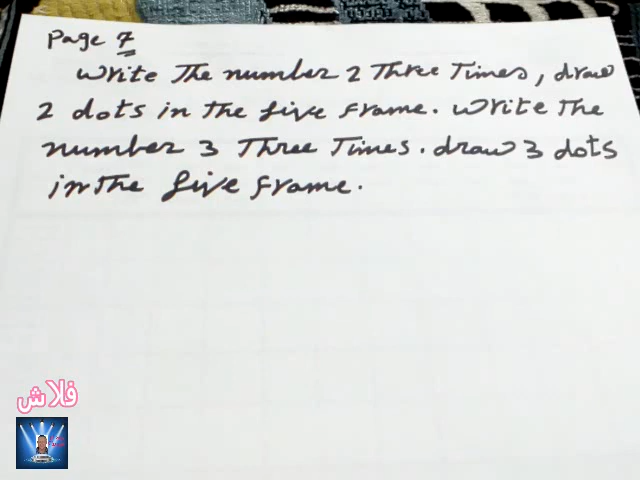 Page 7
Write The number 2 Three Times, draw
2 dots in The five frame. Write The
number 3 Three Times. draw 3 dots
in The five frame.
فلاش